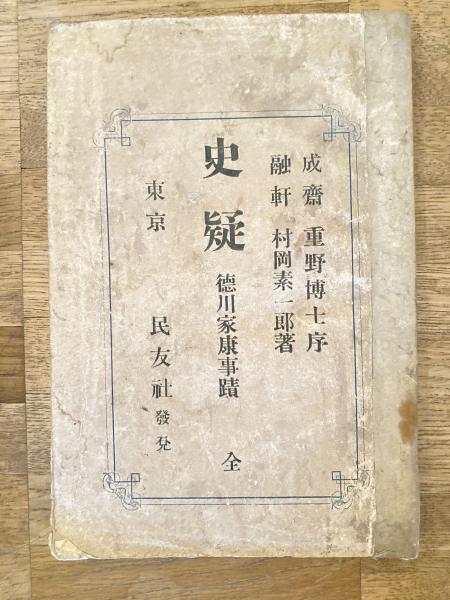 成齋 重野博士序
融軒 村岡素一郎著
史疑 德川家康事蹟 全
東京 民友社發兌